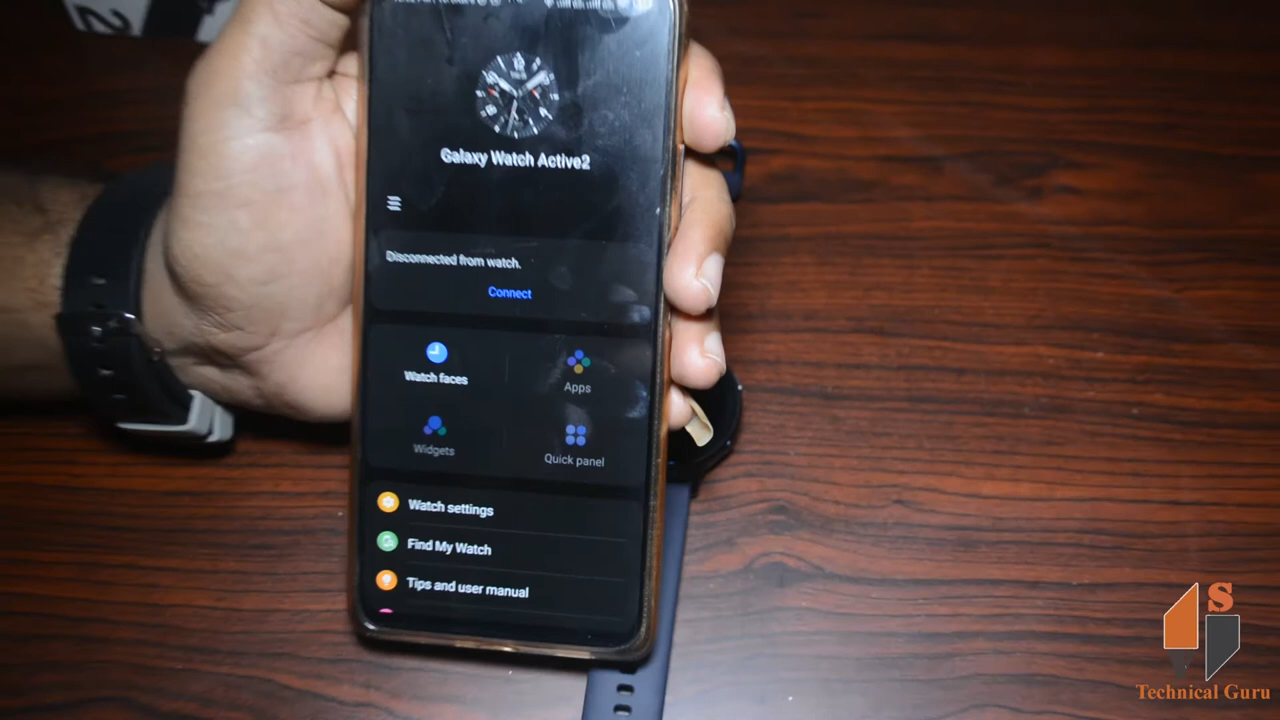 Galaxy Watch Active2
Disconnected from watch.
Connect
Watch faces
Apps
Widgets
Quick panel
Watch settings
Find My Watch
Tips and user manual
S
Technical Guru
2